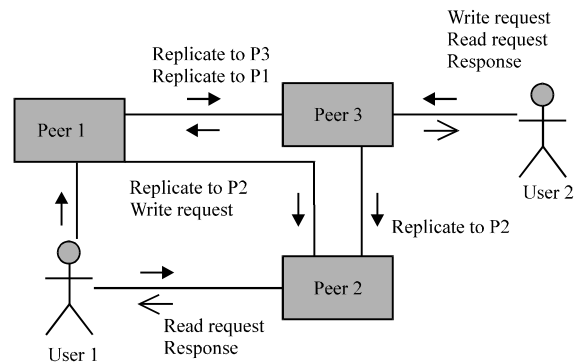 Write request
Read request
Response
Replicate to P3
Replicate to P1
Peer 1
Peer 3
User 2
Replicate to P2
Write request
Replicate to P2
Peer 2
Read request
Response
User 1